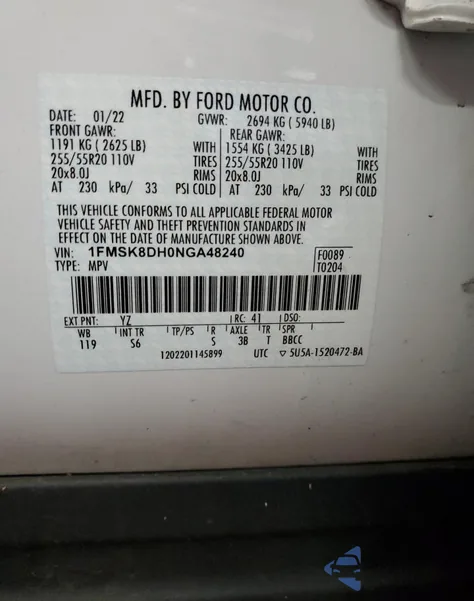 MFD. BY FORD MOTOR CO.
DATE: 01/22 GVWR: 2694 KG ( 5940 LB)
FRONT GAWR: REAR GAWR:
1191 KG ( 2625 LB) WITH 1554 KG ( 3425 LB) WITH
255/55R20 110V TIRES 255/55R20 110V TIRES
20x8.0J RIMS 20x8.0J RIMS
AT 230 kPa/ 33 PSI COLD AT 230 kPa/ 33 PSI COLD
THIS VEHICLE CONFORMS TO ALL APPLICABLE FEDERAL MOTOR
VEHICLE SAFETY AND THEFT PREVENTION STANDARDS IN
EFFECT ON THE DATE OF MANUFACTURE SHOWN ABOVE.
VIN: 1FMSK8DH0NGA48240 F0089
TYPE: MPV T0204
EXT PNT: YZ RC: 41 DSO:
WB INT TR TP/PS R AXLE TR SPR
119 S6 S 3B T BBCC
1202201145899 UTC ▽ 5U5A-1520472-BA